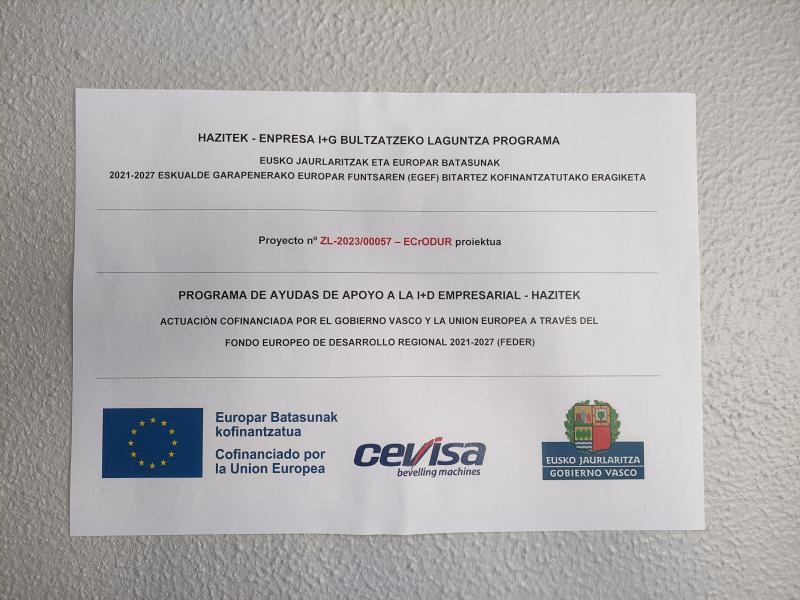 HAZITEK - ENPRESA I+G BULTZATZEKO LAGUNTZA PROGRAMA
EUSKO JAURLARITZAK ETA EUROPAR BATASUNAK
2021-2027 ESKUALDE GARAPENERAKO EUROPAR FUNTSAREN (EGEF) BITARTEZ KOFINANTZATUTAKO ERAGIKETA
Proyecto nº ZL-2023/00057 – ECrODUR proiektua
PROGRAMA DE AYUDAS DE APOYO A LA I+D EMPRESARIAL - HAZITEK
ACTUACIÓN COFINANCIADA POR EL GOBIERNO VASCO Y LA UNION EUROPEA A TRAVÉS DEL
FONDO EUROPEO DE DESARROLLO REGIONAL 2021-2027 (FEDER)
Europar Batasunak
kofinantzatua
Cofinanciado por
la Union Europea
cevisa
bevelling machines
EUSKO JAURLARITZA
GOBIERNO VASCO